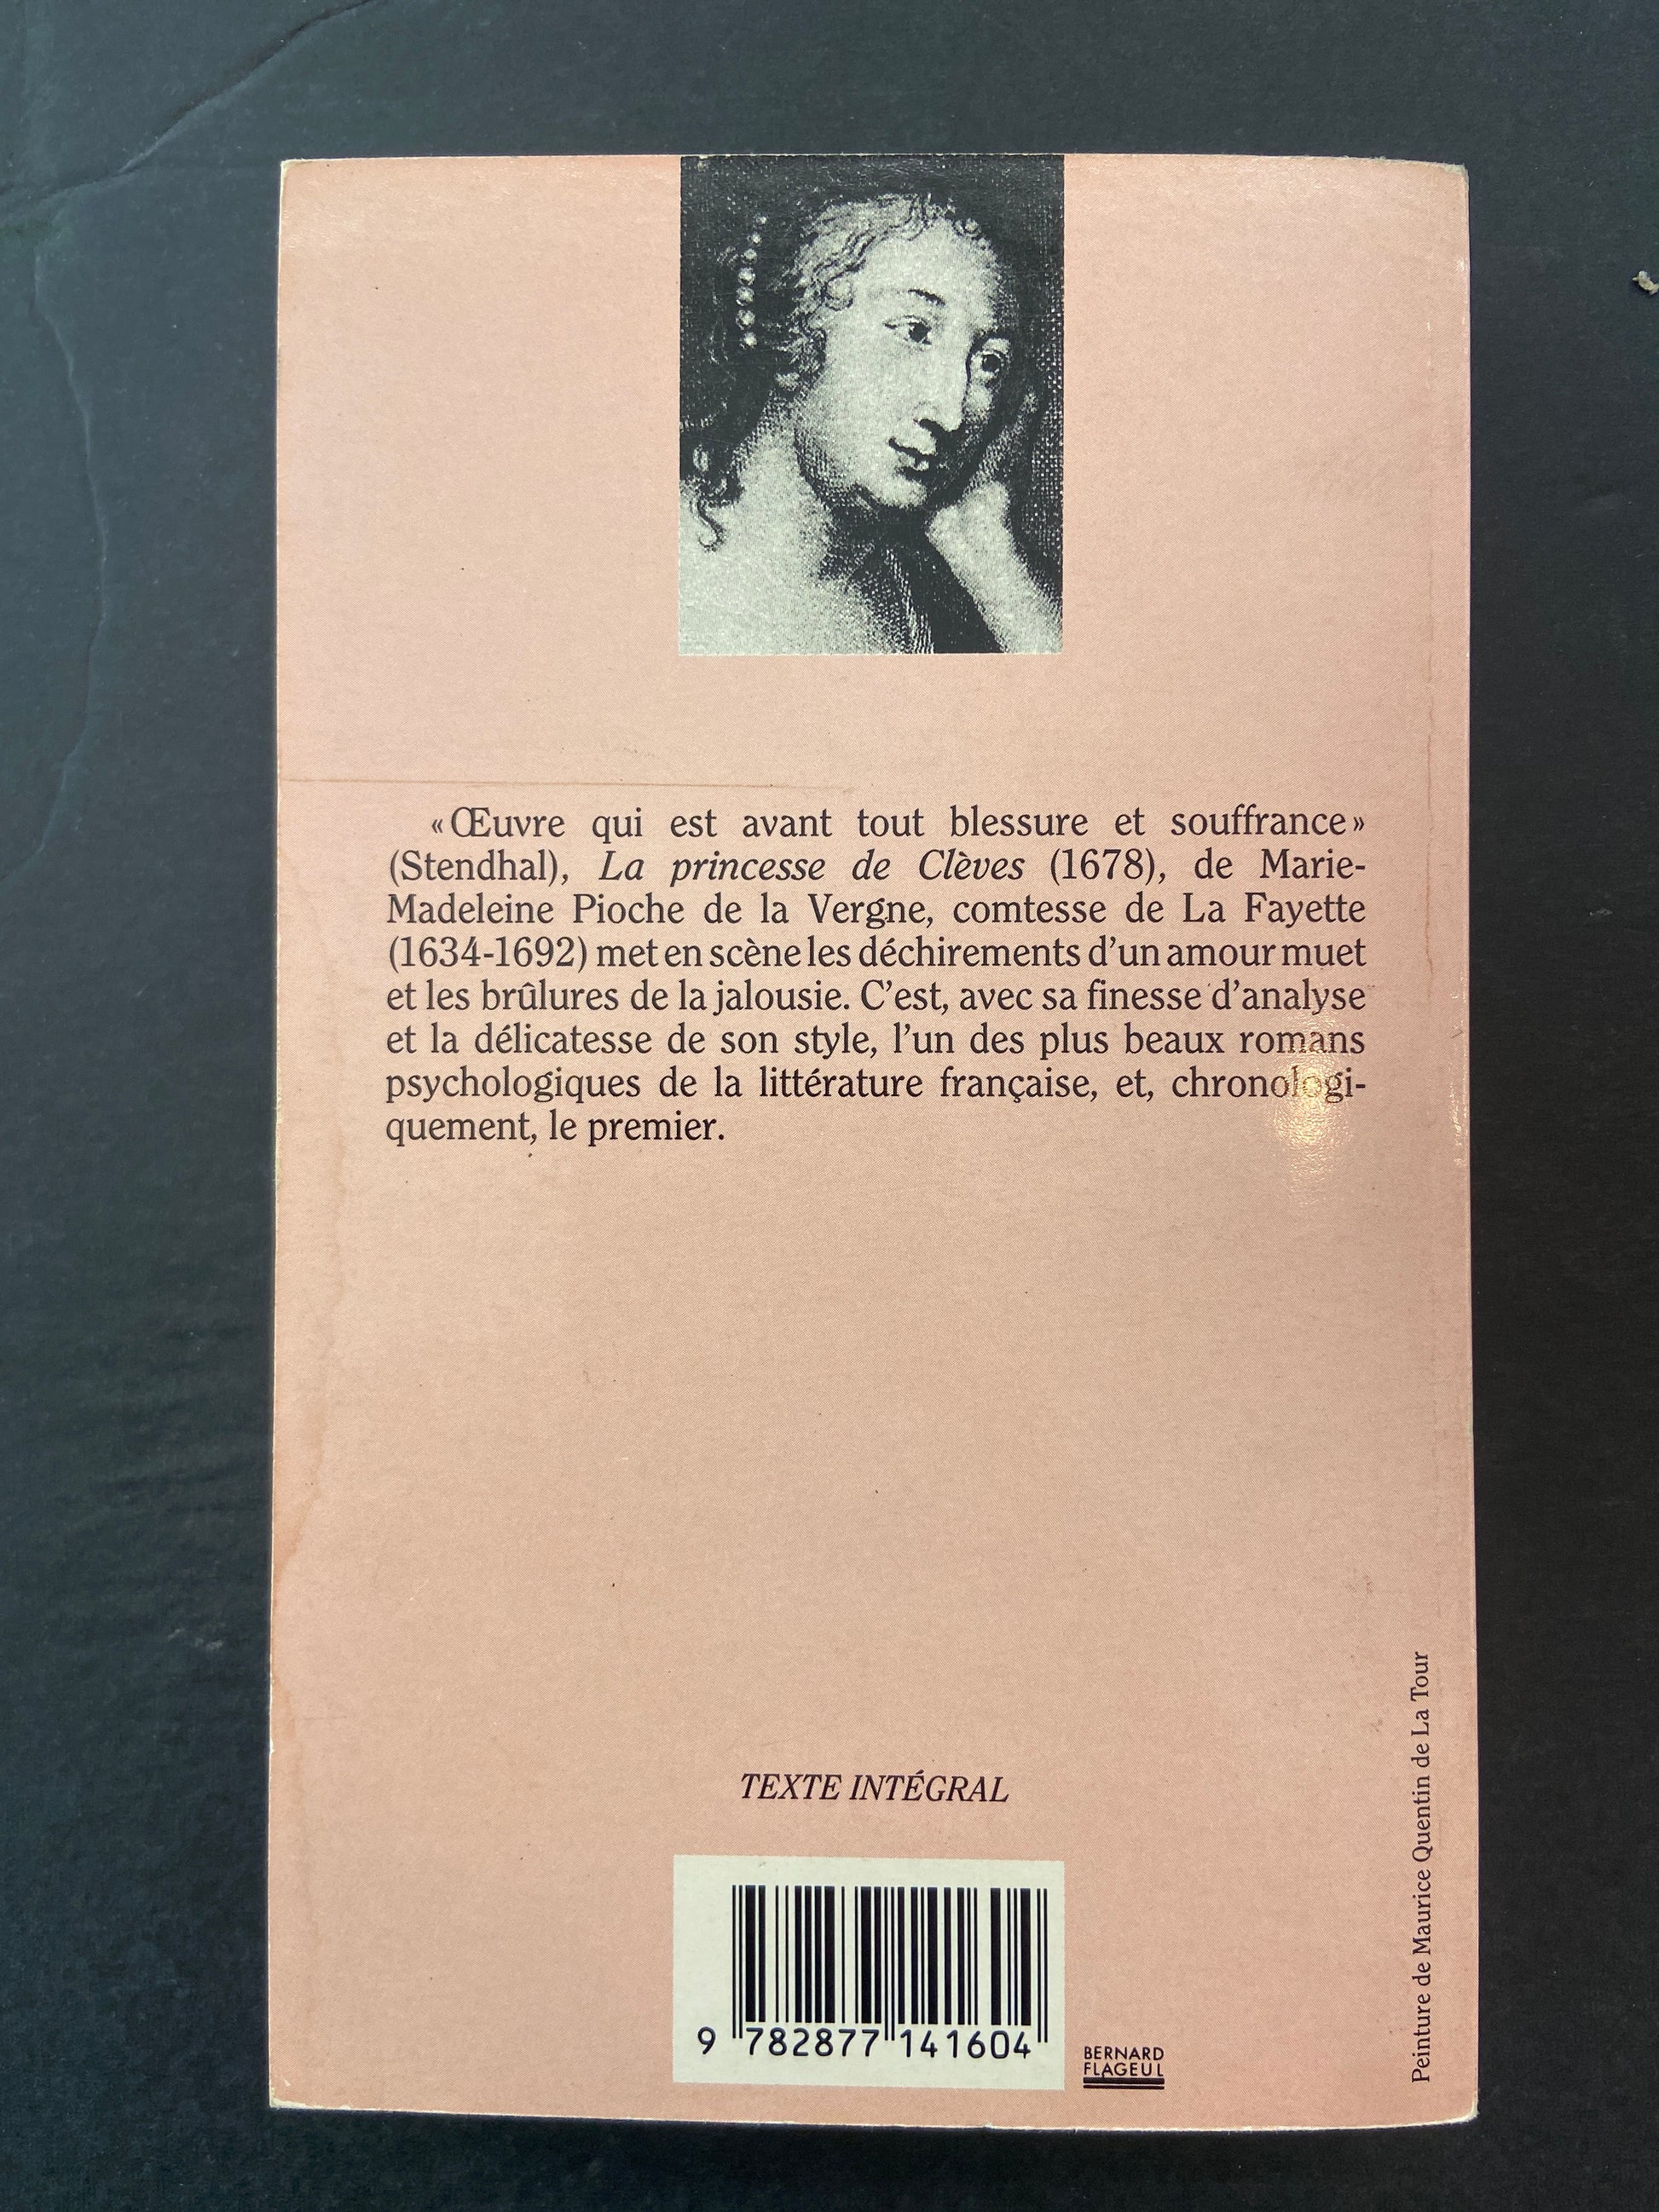 «Œuvre qui est avant tout blessure et souffrance»
(Stendhal), La princesse de Clèves (1678), de Marie-
Madeleine Pioche de la Vergne, comtesse de La Fayette
(1634-1692) met en scène les déchirements d'un amour muet
et les brûlures de la jalousie. C'est, avec sa finesse d'analyse
et la délicatesse de son style, l'un des plus beaux romans
psychologiques de la littérature française, et, chronologi-
quement, le premier.
TEXTE INTÉGRAL
9 782877 141604
BERNARD
FLAGEUL
Peinture de Maurice Quentin de La Tour